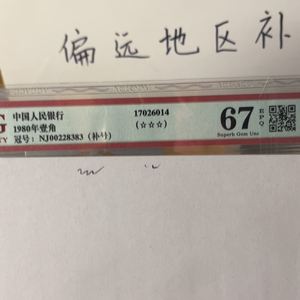 偏远地区补
中国人民银行
1980年壹角
冠号：NJ00228383（补号）
17026014
(☆☆☆)
67
EPQ
Superb Gem Unc